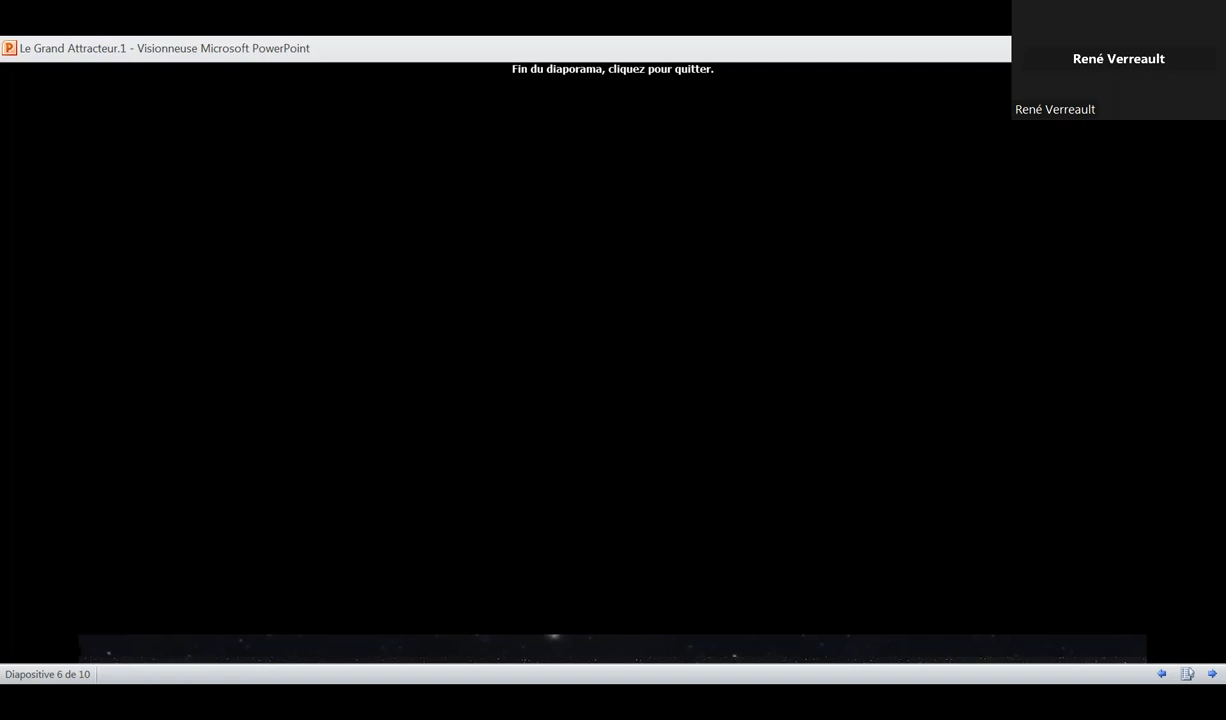 Le Grand Attracteur.1 - Visionneuse Microsoft PowerPoint
Fin du diaporama, cliquez pour quitter.
René Verreault
René Verreault
Diapositive 6 de 10